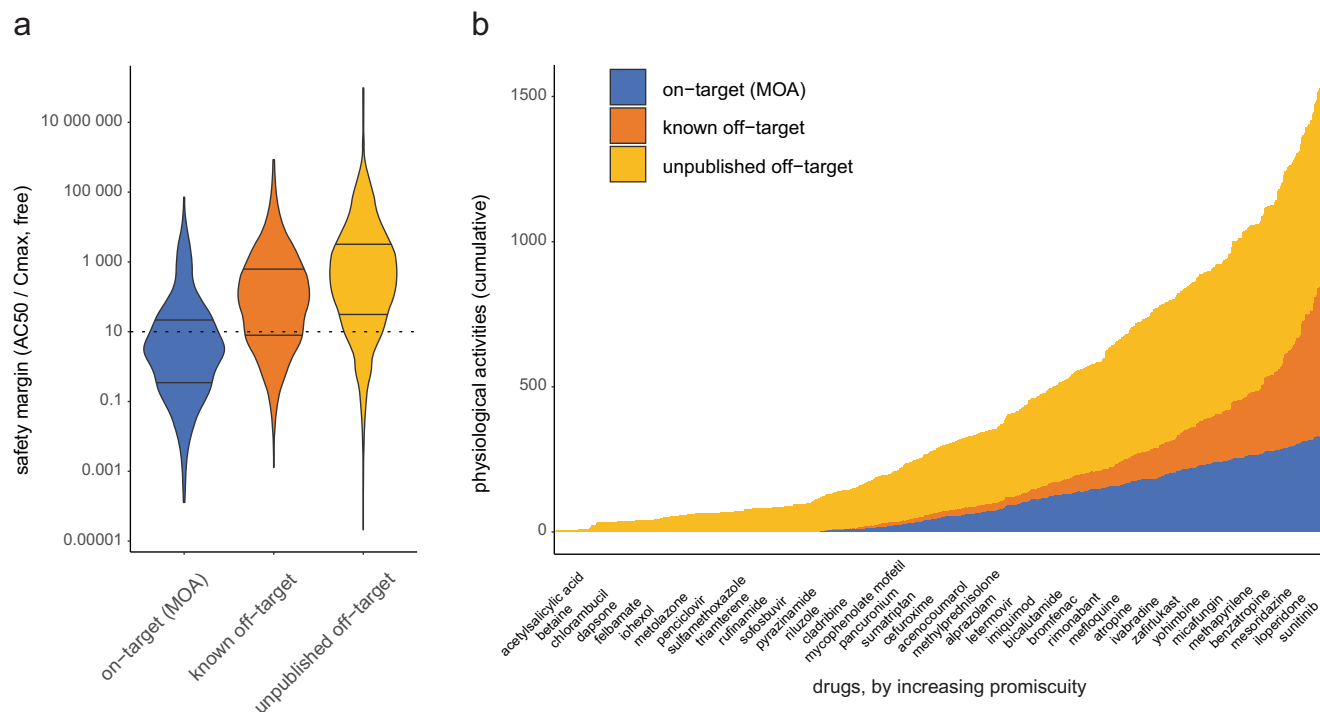 a
b
safety margin (AC50 / Cmax, free)
10 000 000
100 000
1 000
10
0.1
0.001
0.00001
on−target (MOA)
known off−target
unpublished off−target
on−target (MOA)
known off−target
unpublished off−target
physiological activities (cumulative)
1500
1000
500
0
acetylsalicylic acid
betaine
chlorambucil
dapsone
felbamate
iohexol
metolazone
penciclovir
sulfamethoxazole
triamterene
rufinamide
sofosbuvir
pyrazinamide
riluzole
cladribine
mycophenolate mofetil
pancuronium
sumatriptan
cefuroxime
acenocoumarol
methylprednisolone
alprazolam
letermovir
imiquimod
bicalutamide
bromfenac
rimonabant
mefloquine
atropine
ivabradine
zafirlukast
yohimbine
micafungin
methapyrilene
benzatropine
mesoridazine
iloperidone
sunitinib
drugs, by increasing promiscuity